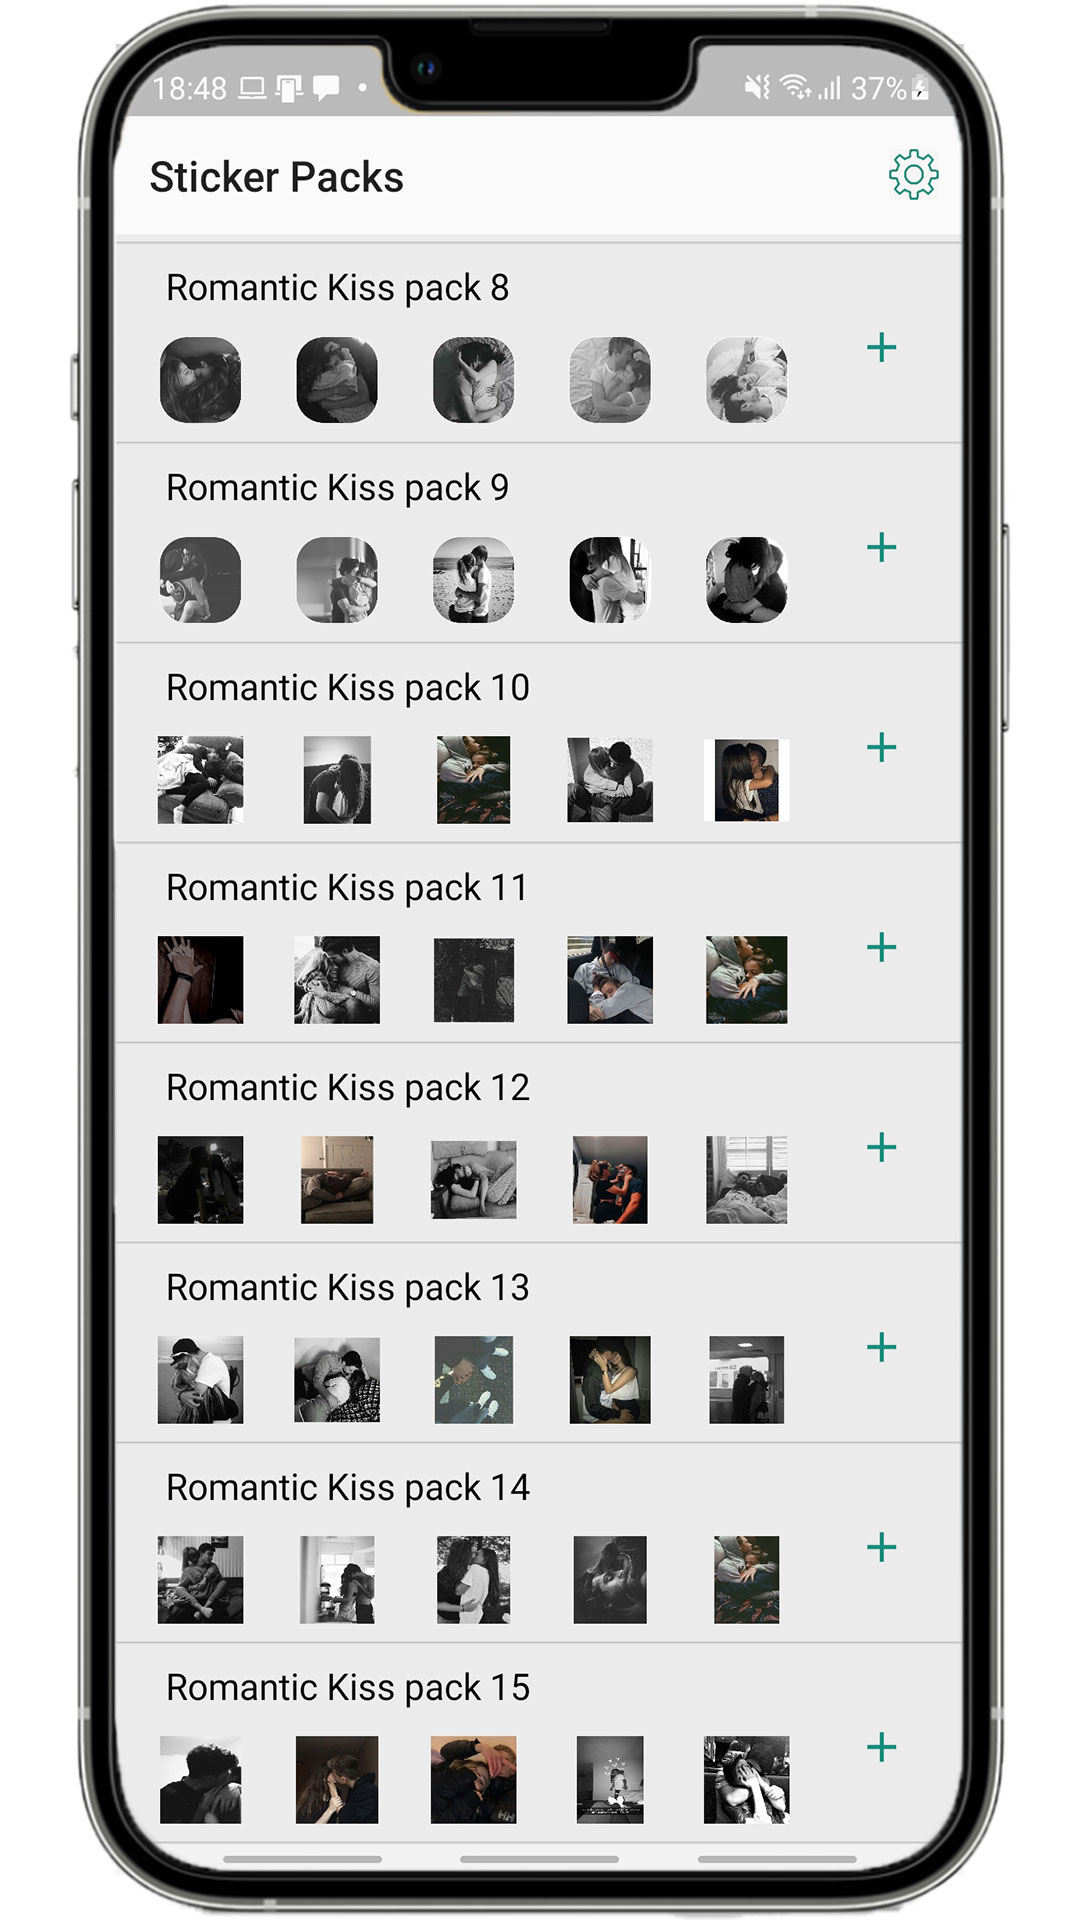 18:48
37%
Sticker Packs
Romantic Kiss pack 8
Romantic Kiss pack 9
Romantic Kiss pack 10
Romantic Kiss pack 11
Romantic Kiss pack 12
Romantic Kiss pack 13
Romantic Kiss pack 14
Romantic Kiss pack 15
HH